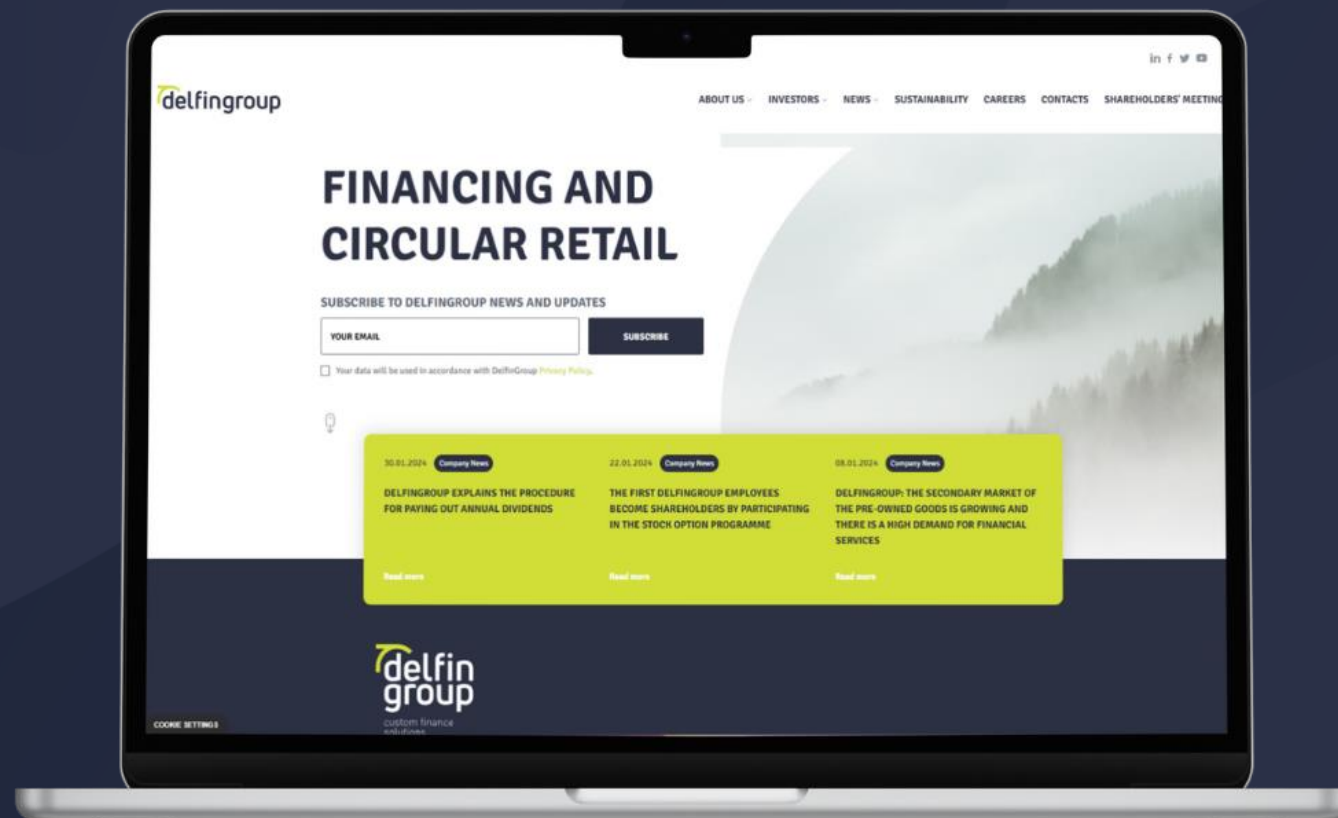 in f
delfingroup
ABOUT US INVESTORS NEWS SUSTAINABILITY CAREERS CONTACTS SHAREHOLDERS' MEETING
FINANCING AND
CIRCULAR RETAIL
SUBSCRIBE TO DELFINGROUP NEWS AND UPDATES
YOUR EMAIL
SUBSCRIBE
Your data will be used in accordance with DelfinGroup Privacy Policy.
30.01.2024 Company News
DELFINGROUP EXPLAINS THE PROCEDURE
FOR PAYING OUT ANNUAL DIVIDENDS
Read more
22.01.2024 Company News
THE FIRST DELFINGROUP EMPLOYEES
BECOME SHAREHOLDERS BY PARTICIPATING
IN THE STOCK OPTION PROGRAMME
Read more
08.01.2024 Company News
DELFINGROUP: THE SECONDARY MARKET OF
THE PRE-OWNED GOODS IS GROWING AND
THERE IS A HIGH DEMAND FOR FINANCIAL
SERVICES
Read more
delfin
group
custom finance
solutions
COOKIE SETTINGS